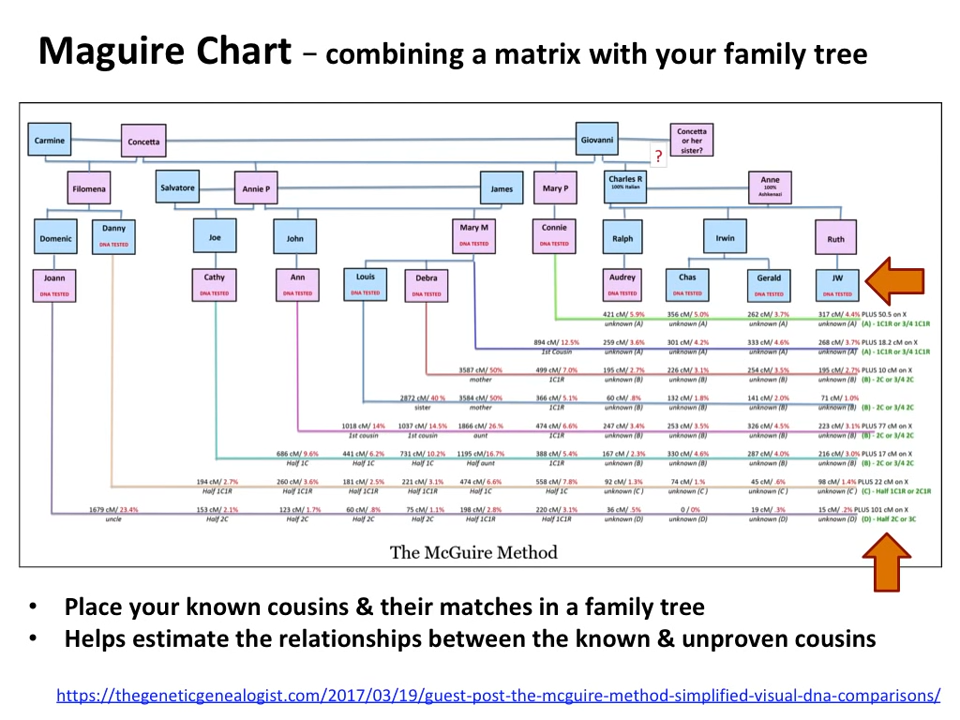 Maguire Chart – combining a matrix with your family tree
Carmine
Concetta
Giovanni
Concetta
or her
sister?
?
Filomena
Salvatore
Annie P
James
Mary P
Charles R
100% Italian
Anne
100%
Ashkenazi
Domenic
Danny
DNA TESTED
Joe
John
Mary M
DNA TESTED
Connie
DNA TESTED
Ralph
Irwin
Ruth
Joann
DNA TESTED
Cathy
DNA TESTED
Ann
DNA TESTED
Louis
DNA TESTED
Debra
DNA TESTED
Audrey
DNA TESTED
Chas
DNA TESTED
Gerald
DNA TESTED
JW
DNA TESTED
421 cM/ 5.9% 356 cM/ 5.0% 262 cM/ 3.7% 317 cM/ 4.4% PLUS 50.5 on X
unknown (A) unknown (A) unknown (A) unknown (A) (A) - 1C1R or 3/4 1C1R
894 cM/ 12.5% 259 cM/ 3.6% 301 cM/ 4.2% 333 cM/ 4.6% 268 cM/ 3.7% PLUS 18.2 cm on X
1st Cousin unknown (A) unknown (A) unknown (A) unknown (A) (A) - 1C1R or 3/4 1C1R
3587 cM/ 50% 499 cM/ 7.0% 195 cM/ 2.7% 226 cM/ 3.1% 254 cM/ 3.5% 195 cM/ 2.7% PLUS 10 cM on X
mother 1C1R unknown (B) unknown (B) unknown (B) unknown (B) (B) - 2C or 3/4 2C
2872 cM/ 40 % 3584 cM/ 50% 366 cM/ 5.1% 60 cM/ .8% 132 cM/ 1.8% 141 cM/ 2.0% 71 cM/ 1.0%
sister mother 1C1R unknown (B) unknown (B) unknown (B) unknown (B) (B) - 2C or 3/4 2C
1018 cM/ 14% 1037 cM/ 14.5% 1866 cM/ 26.% 474 cM/ 6.6% 247 cM/ 3.4% 253 cM/ 3.5% 326 cM/ 4.5% 223 cM/ 3.1% PLUS 77 cM on X
1st cousin 1st cousin aunt 1C1R unknown (B) unknown (B) unknown (B) unknown (B) (B) - 2C or 3/4 2C
686 cM/ 9.6% 441 cM/ 6.2% 731 cM/ 10.2% 1195 cM/16.7% 388 cM/ 5.4% 167 cM / 2.3% 330 cM/ 4.6% 287 cM/ 4.0% 216 cM/ 3.0% PLUS 17 cM on X
Half 1C Half 1C Half 1C Half aunt 1C1R unknown (B) unknown (B) unknown (B) unknown (B) (B) - 2C or 3/4 2C
194 cM/ 2.7% 260 cM/ 3.6% 181 cM/ 2.5% 221 cM/ 3.1% 474 cM/ 6.6% 558 cM/ 7.8% 92 cM/ 1.3% 74 cM/ 1.% 45 cM/ .6% 98 cM/ 1.4% PLUS 22 cM on X
Half 1C1R Half 1C1R Half 1C1R Half 1C1R Half 1C Half 1C unknown (C ) unknown (C ) unknown (C ) unknown (C ) (C) - Half 1C1R or 2C1R
1679 cM/ 23.4% 153 cM/ 2.1% 123 cM/ 1.7% 60 cM/ .8% 75 cM/ 1.1% 198 cM/ 2.8% 220 cM/ 3.1% 36 cM/ .5% 0 / 0% 19 cM/ .3% 15 cM/ .2% PLUS 101 cM on X
uncle Half 2C Half 2C Half 2C Half 2C Half 1C1R Half 1C1R unknown (D) unknown (D) unknown (D) unknown (D) (D) - Half 2C or 3C
The McGuire Method
• Place your known cousins & their matches in a family tree
• Helps estimate the relationships between the known & unproven cousins
https://thegeneticgenealogist.com/2017/03/19/guest-post-the-mcguire-method-simplified-visual-dna-comparisons/